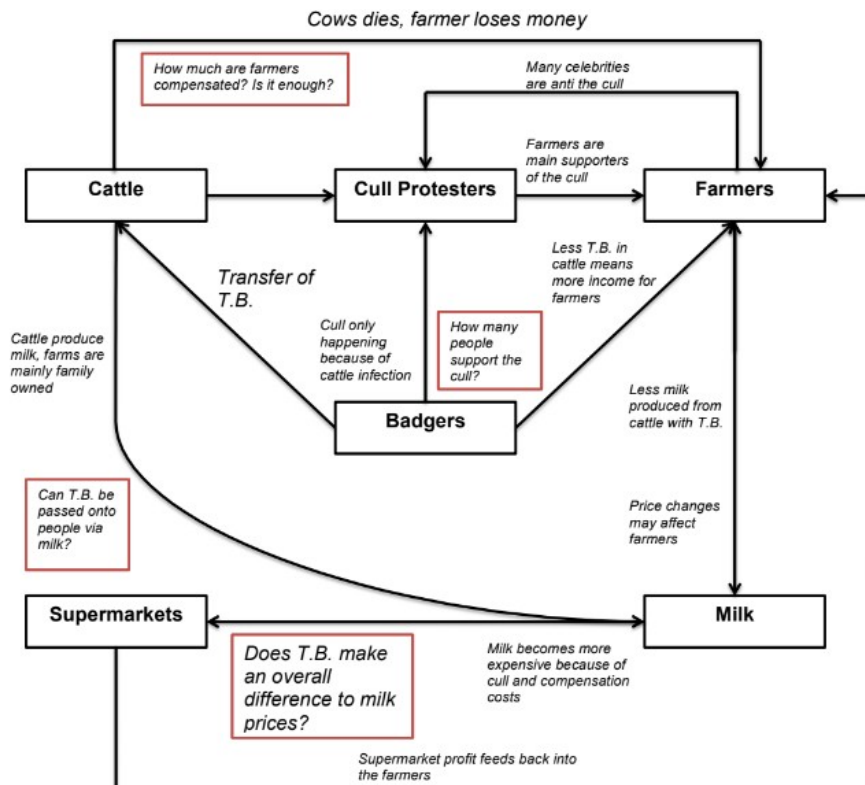 Cows dies, farmer loses money
How much are farmers
compensated? Is it enough?
Many celebrities
are anti the cull
Farmers are
main supporters
of the cull
Cattle
Cull Protesters
Farmers
Transfer of
T.B.
Less T.B. in
cattle means
more income for
farmers
Cattle produce
milk, farms are
mainly family
owned
Cull only
happening
because of
cattle infection
How many
people
support the
cull?
Badgers
Less milk
produced from
cattle with T.B.
Can T.B. be
passed onto
people via
milk?
Price changes
may affect
farmers
Supermarkets
Milk
Does T.B. make
an overall
difference to milk
prices?
Milk becomes more
expensive because of
cull and compensation
costs
Supermarket profit feeds back into
the farmers